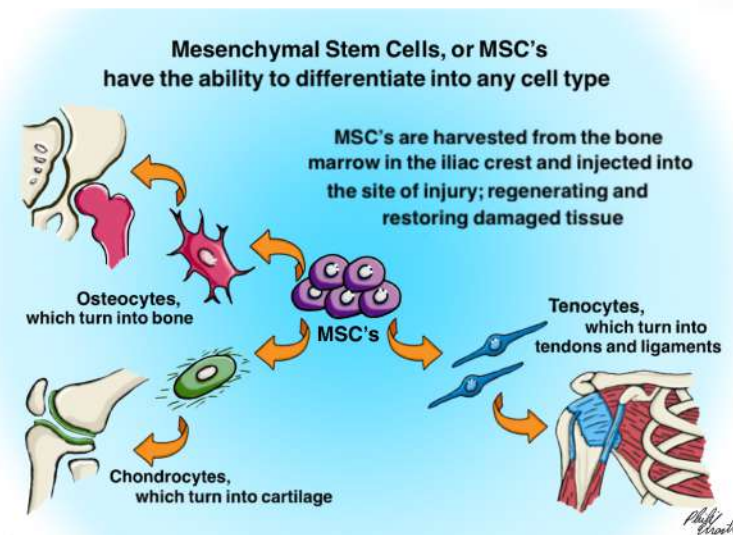 Mesenchymal Stem Cells, or MSC's
have the ability to differentiate into any cell type
MSC's are harvested from the bone
marrow in the iliac crest and injected into
the site of injury; regenerating and
restoring damaged tissue
Osteocytes,
which turn into bone
MSC's
Tenocytes,
which turn into
tendons and ligaments
Chondrocytes,
which turn into cartilage